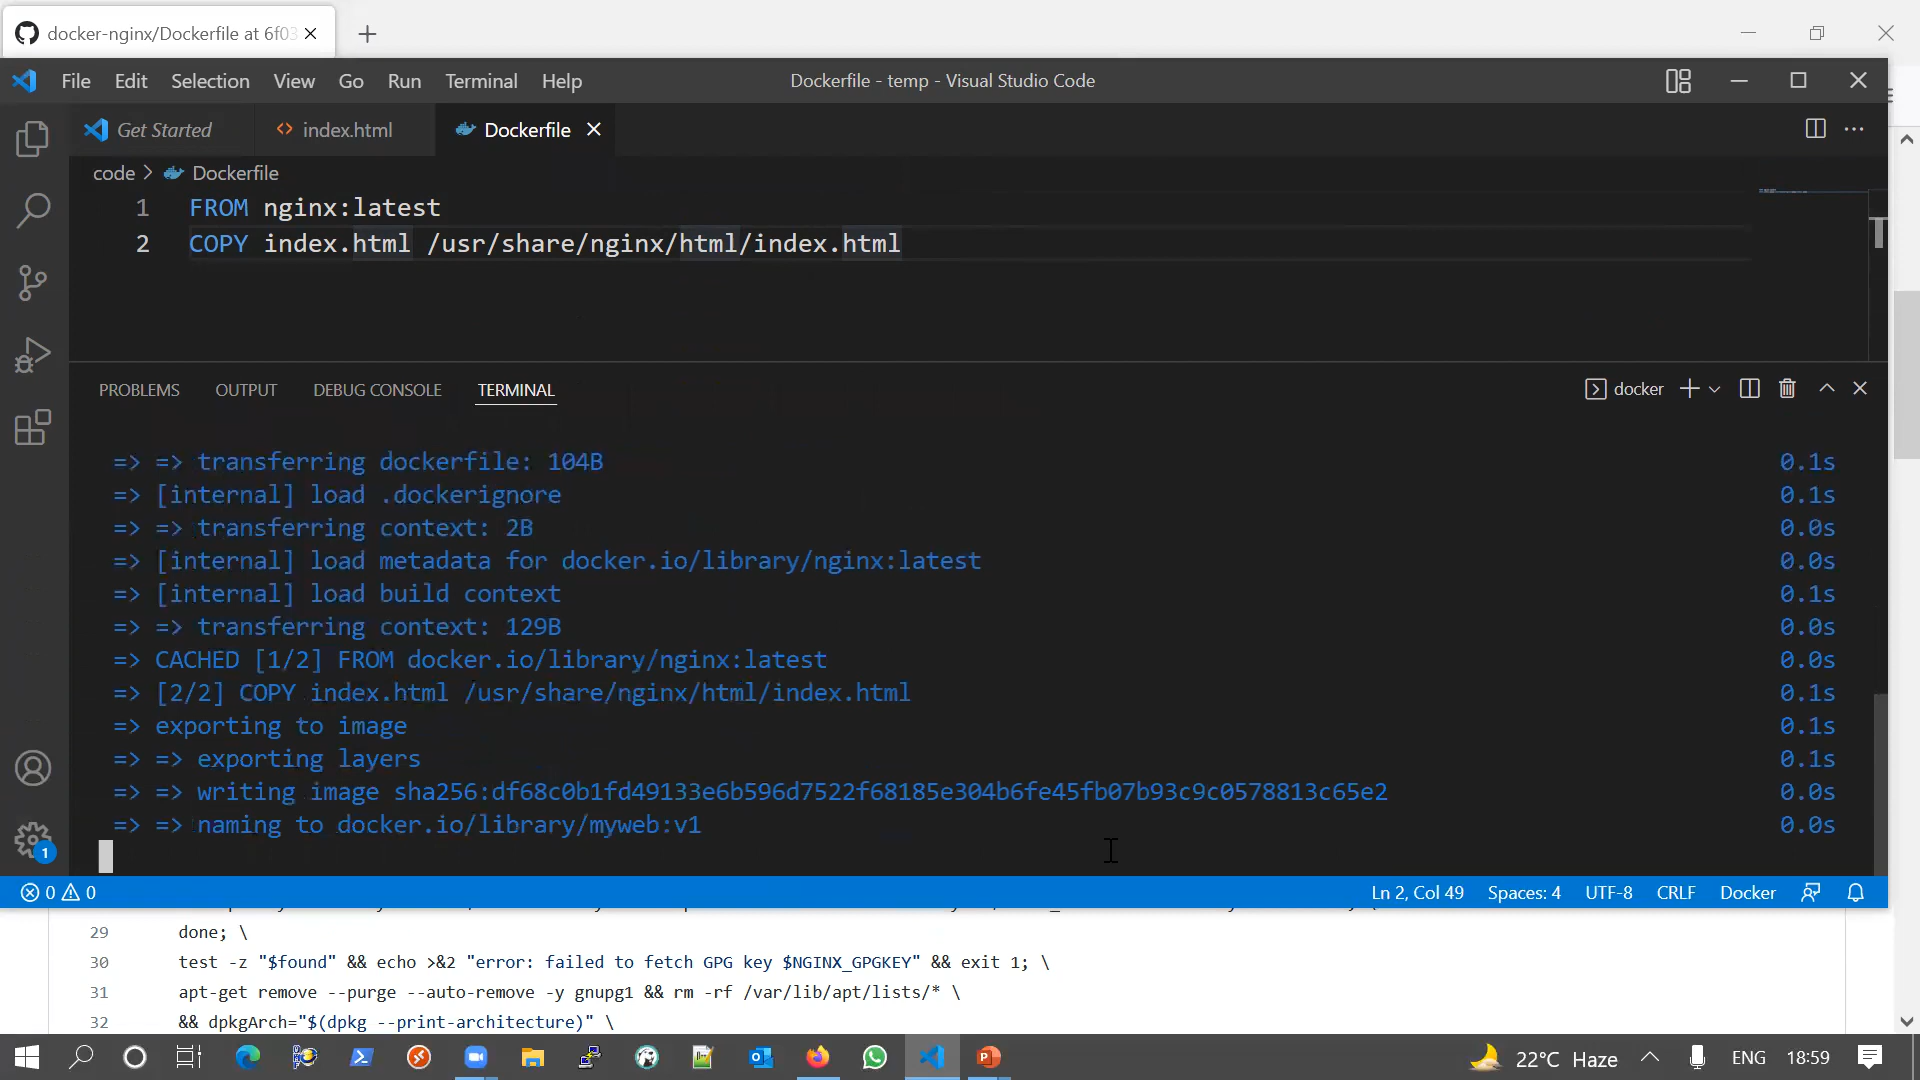 docker-nginx/Dockerfile at 6f03
File Edit Selection View Go Run Terminal Help
Dockerfile - temp - Visual Studio Code
Get Started
index.html
Dockerfile
code > Dockerfile
1 FROM nginx:latest
2 COPY index.html /usr/share/nginx/html/index.html
PROBLEMS OUTPUT DEBUG CONSOLE TERMINAL
docker
=> => transferring dockerfile: 104B 0.1s
=> [internal] load .dockerignore 0.1s
=> => transferring context: 2B 0.0s
=> [internal] load metadata for docker.io/library/nginx:latest 0.0s
=> [internal] load build context 0.1s
=> => transferring context: 129B 0.0s
=> CACHED [1/2] FROM docker.io/library/nginx:latest 0.0s
=> [2/2] COPY index.html /usr/share/nginx/html/index.html 0.1s
=> exporting to image 0.1s
=> => exporting layers 0.1s
=> => writing image sha256:df68c0b1fd49133e6b596d7522f68185e304b6fe45fb07b93c9c0578813c65e2 0.0s
=> => naming to docker.io/library/myweb:v1 0.0s
1
0 0
Ln 2, Col 49 Spaces: 4 UTF-8 CRLF Docker
29 done; \
30 test -z "$found" && echo >&2 "error: failed to fetch GPG key $NGINX_GPGKEY" && exit 1; \
31 apt-get remove --purge --auto-remove -y gnupg1 && rm -rf /var/lib/apt/lists/* \
32 && dpkgArch="$(dpkg --print-architecture)" \
22°C Haze
ENG
18:59